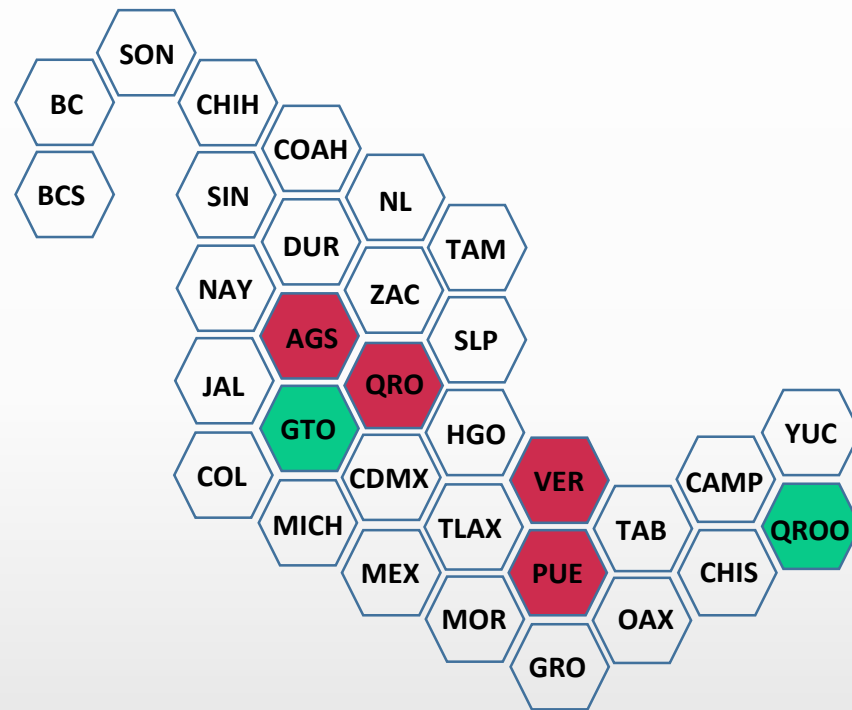 SON
BC
CHIH
COAH
BCS
SIN
NL
DUR
TAM
NAY
ZAC
AGS
SLP
JAL
QRO
GTO
HGO
YUC
COL
CDMX
VER
CAMP
MICH
TLAX
TAB
QROO
MEX
PUE
CHIS
MOR
OAX
GRO